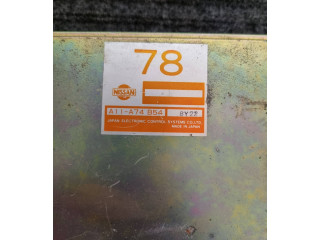 78
NISSAN
A11-A74 B54 8Y25
JAPAN ELECTRONIC CONTROL SYSTEMS CO.,LTD.
MADE IN JAPAN